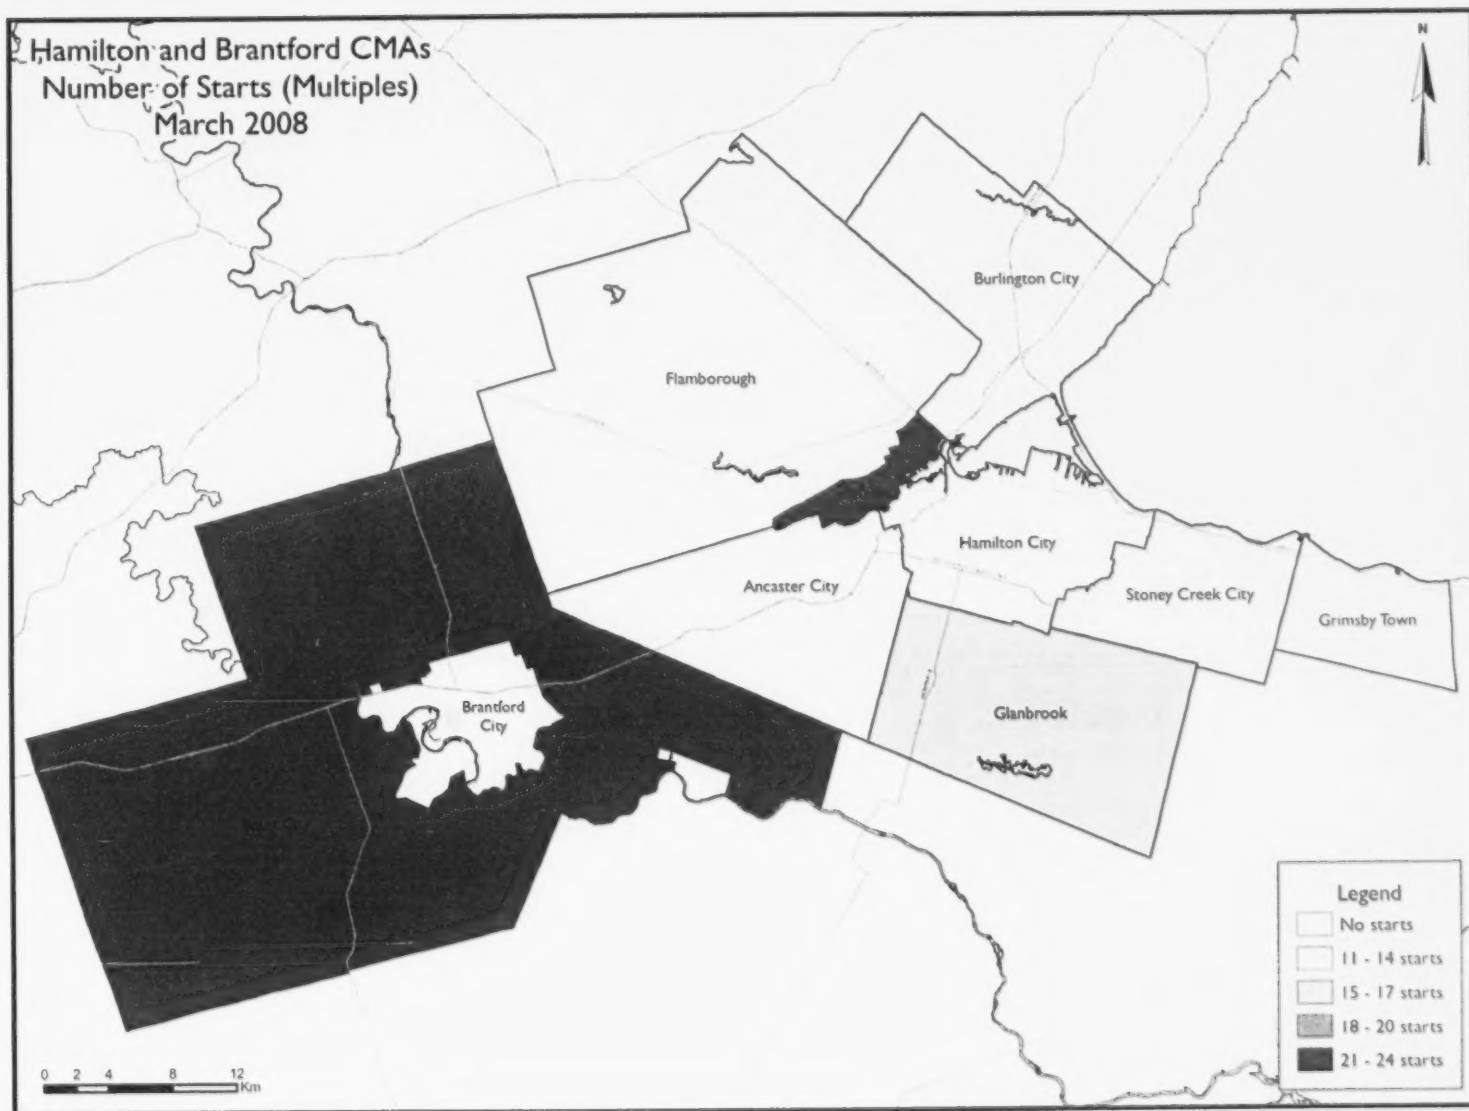 Hamilton and Brantford CMAs
Number of Starts (Multiples)
March 2008
N
Burlington City
Flamborough
Hamilton City
Ancaster City
Stoney Creek City
Grimsby Town
Brantford
City
Glanbrook
Legend
No starts
11 - 14 starts
15 - 17 starts
18 - 20 starts
21 - 24 starts
0 2 4 8 12
Km